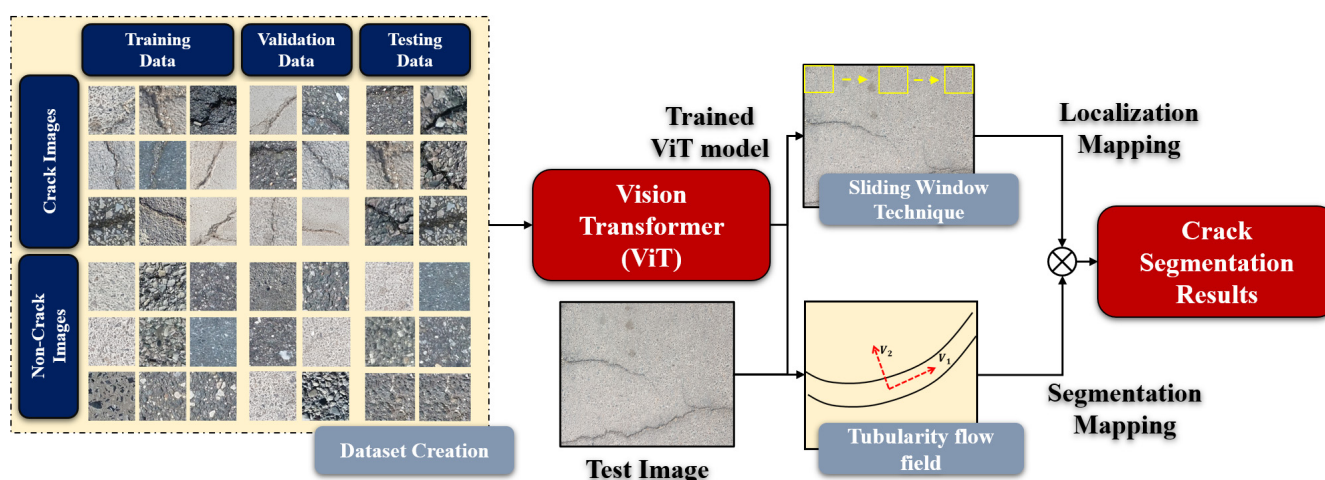 Training
Data
Validation
Data
Testing
Data
Crack Images
Non-Crack
Images
Dataset Creation
Vision
Transformer
(ViT)
Trained
ViT model
Test Image
Sliding Window
Technique
V₂
V₁
Tubularity flow
field
Localization
Mapping
Segmentation
Mapping
Crack
Segmentation
Results